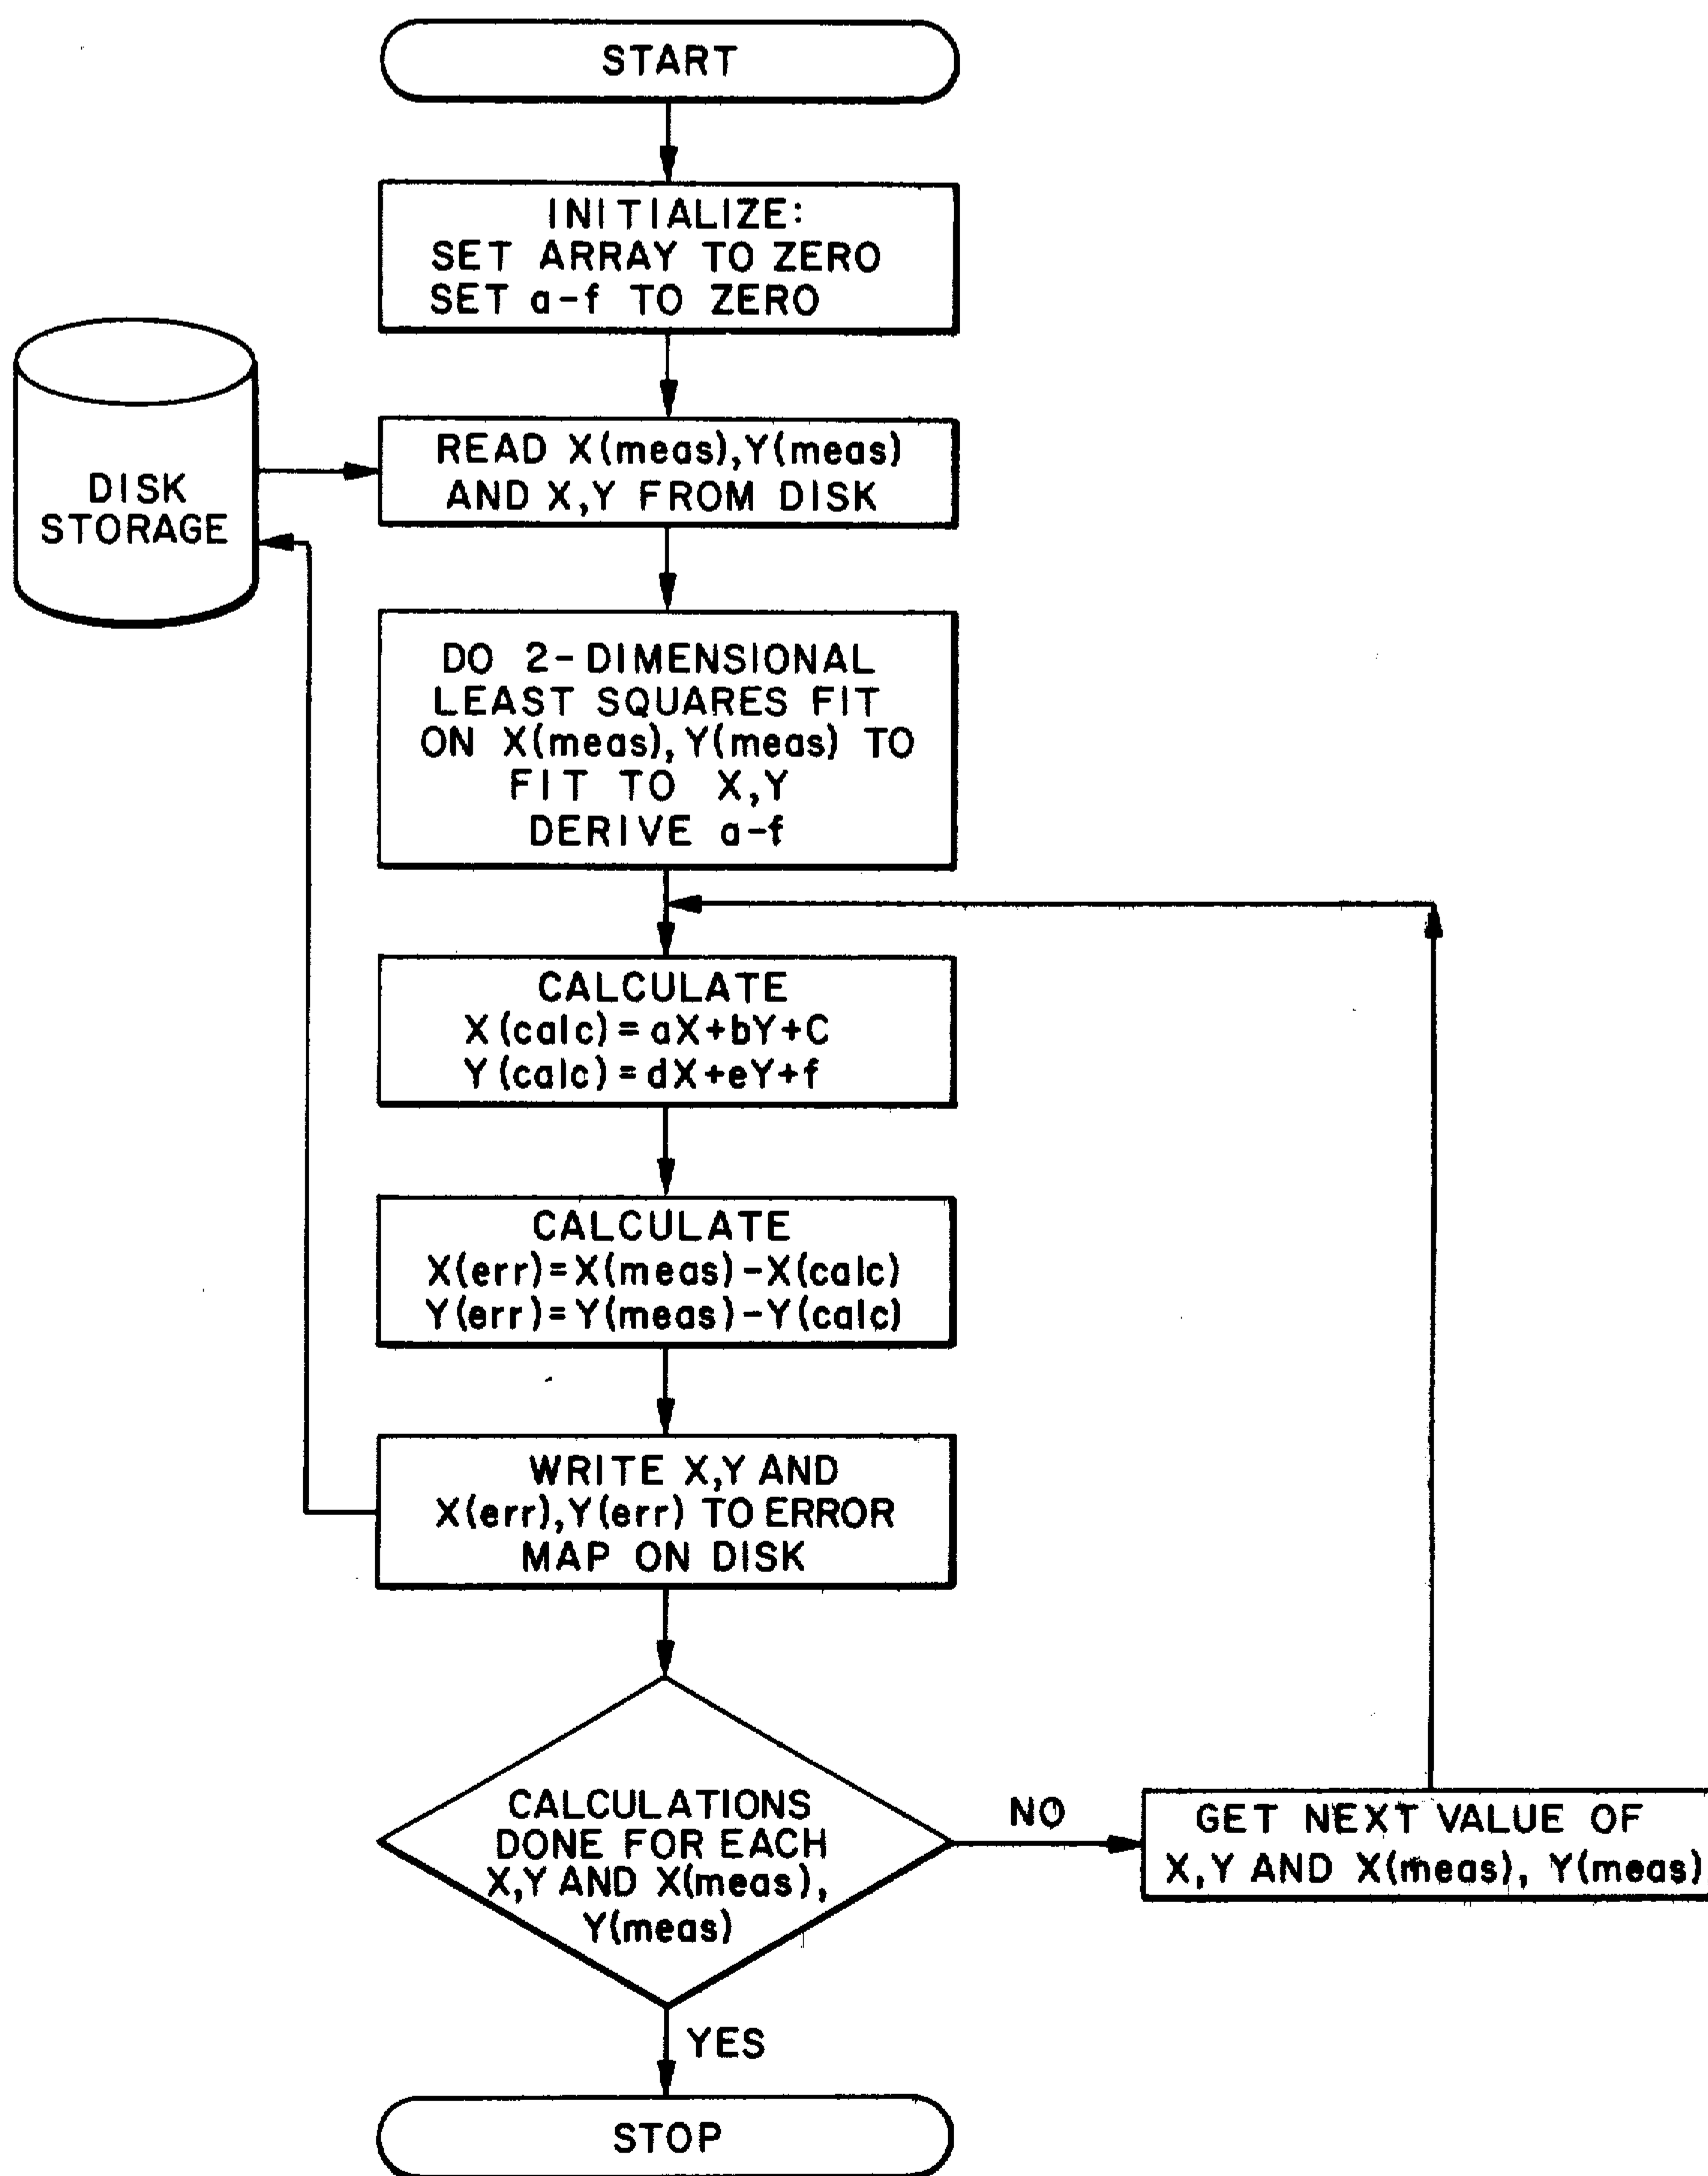 START
INITIALIZE:
SET ARRAY TO ZERO
SET a-f TO ZERO
DISK
STORAGE
READ X(meas),Y(meas)
AND X,Y FROM DISK
DO 2-DIMENSIONAL
LEAST SQUARES FIT
ON X(meas),Y(meas) TO
FIT TO X,Y
DERIVE a-f
CALCULATE
X(calc)=aX+bY+C
Y(calc)=dX+eY+f
CALCULATE
X(err)=X(meas)-X(calc)
Y(err)=Y(meas)-Y(calc)
WRITE X,Y AND
X(err),Y(err) TO ERROR
MAP ON DISK
CALCULATIONS
DONE FOR EACH
X,Y AND X(meas),
Y(meas)
NO
GET NEXT VALUE OF
X,Y AND X(meas), Y(meas)
YES
STOP